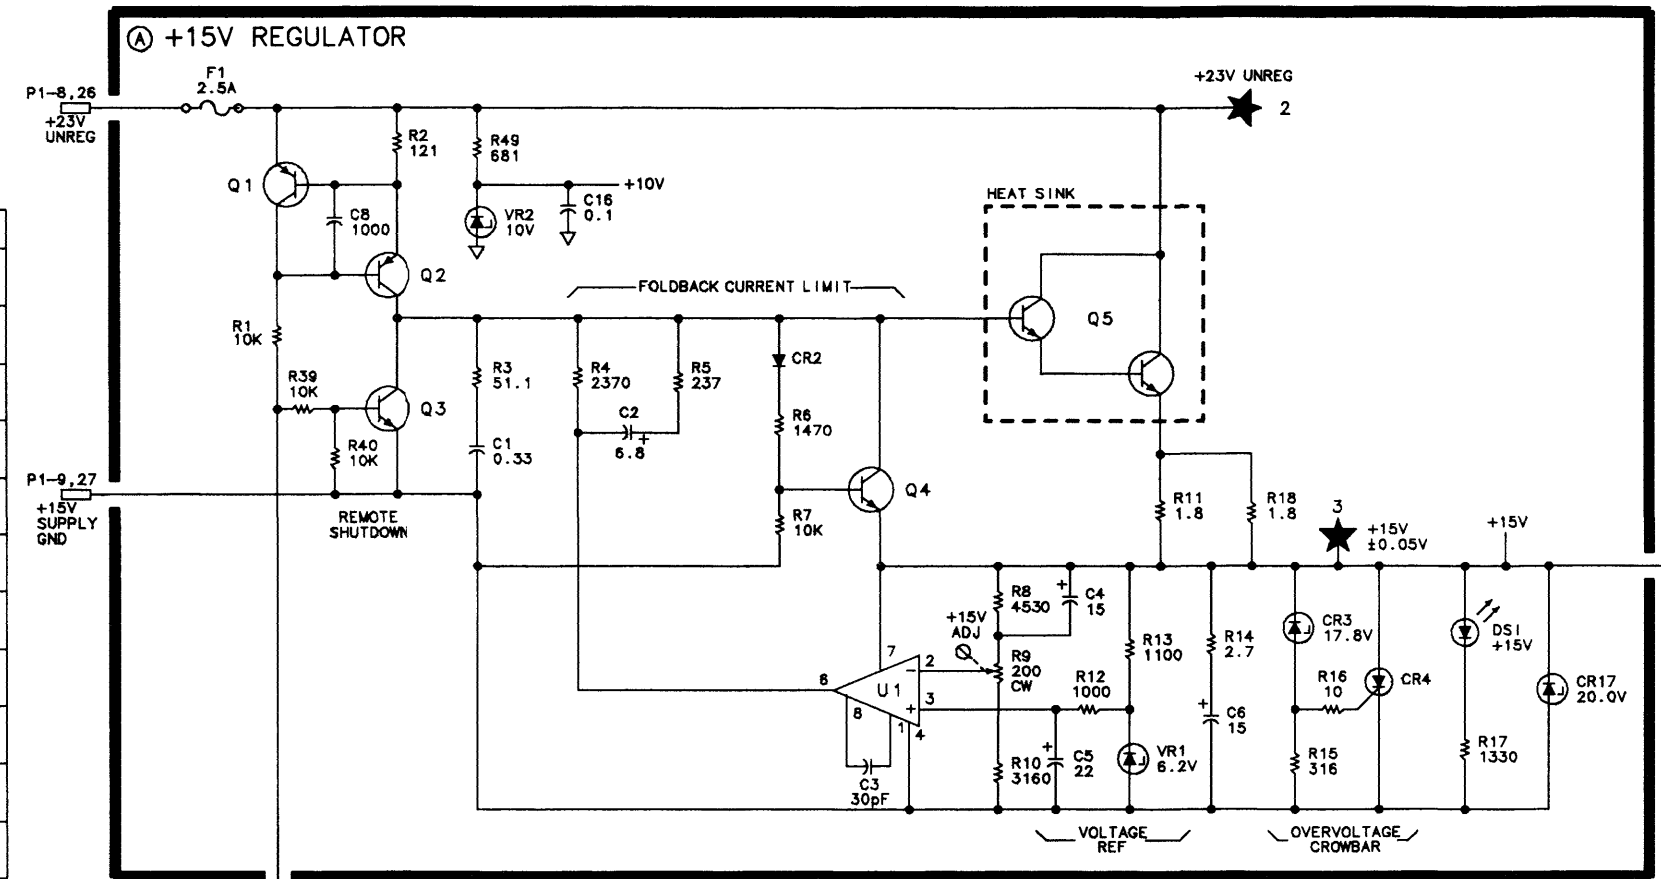 Ⓐ +15V REGULATOR
F1
2.5A
P1-8,26
+23V
UNREG
+23V UNREG
2
R2
121
R49
681
Q1
+10V
C8
1000
VR2
10V
C16
0.1
HEAT SINK
Q2
FOLDBACK CURRENT LIMIT
Q5
R1
10K
R3
51.1
R4
2370
R5
237
CR2
R39
10K
Q3
C2
+
6.8
R6
1470
R40
10K
C1
0.33
P1-9,27
+15V
SUPPLY
GND
Q4
R11
1.8
R18
1.8
REMOTE
SHUTDOWN
R7
10K
3
+15V
±0.05V
+15V
R8
4530
+
C4
15
+15V
ADJ
CR3
17.8V
DS1
+15V
R13
1100
R14
2.7
7
2
-
R9
200
CW
6
U1
R12
1000
R16
10
CR4
CR17
20.0V
8
+
3
1
4
+
C6
15
R10
3160
+
C5
22
VR1
6.2V
R15
316
R17
1330
C3
30pF
VOLTAGE
REF
OVERVOLTAGE
CROWBAR